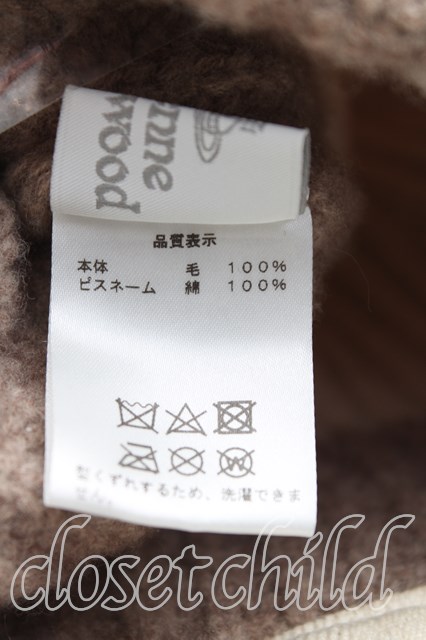 enne
wood
品質表示
本体 毛 100%
ピスネーム 綿 100%
W
型くずれするため、洗濯できま
せん。
closetchild